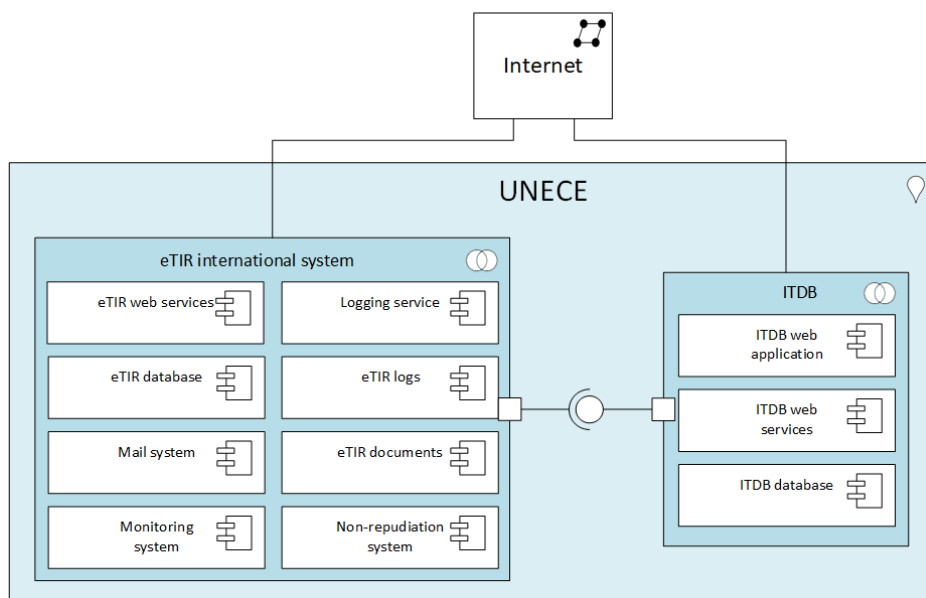 Internet
UNECE
eTIR international system
eTIR web services
Logging service
eTIR database
eTIR logs
Mail system
eTIR documents
Monitoring
system
Non-repudiation
system
ITDB
ITDB web
application
ITDB web
services
ITDB database